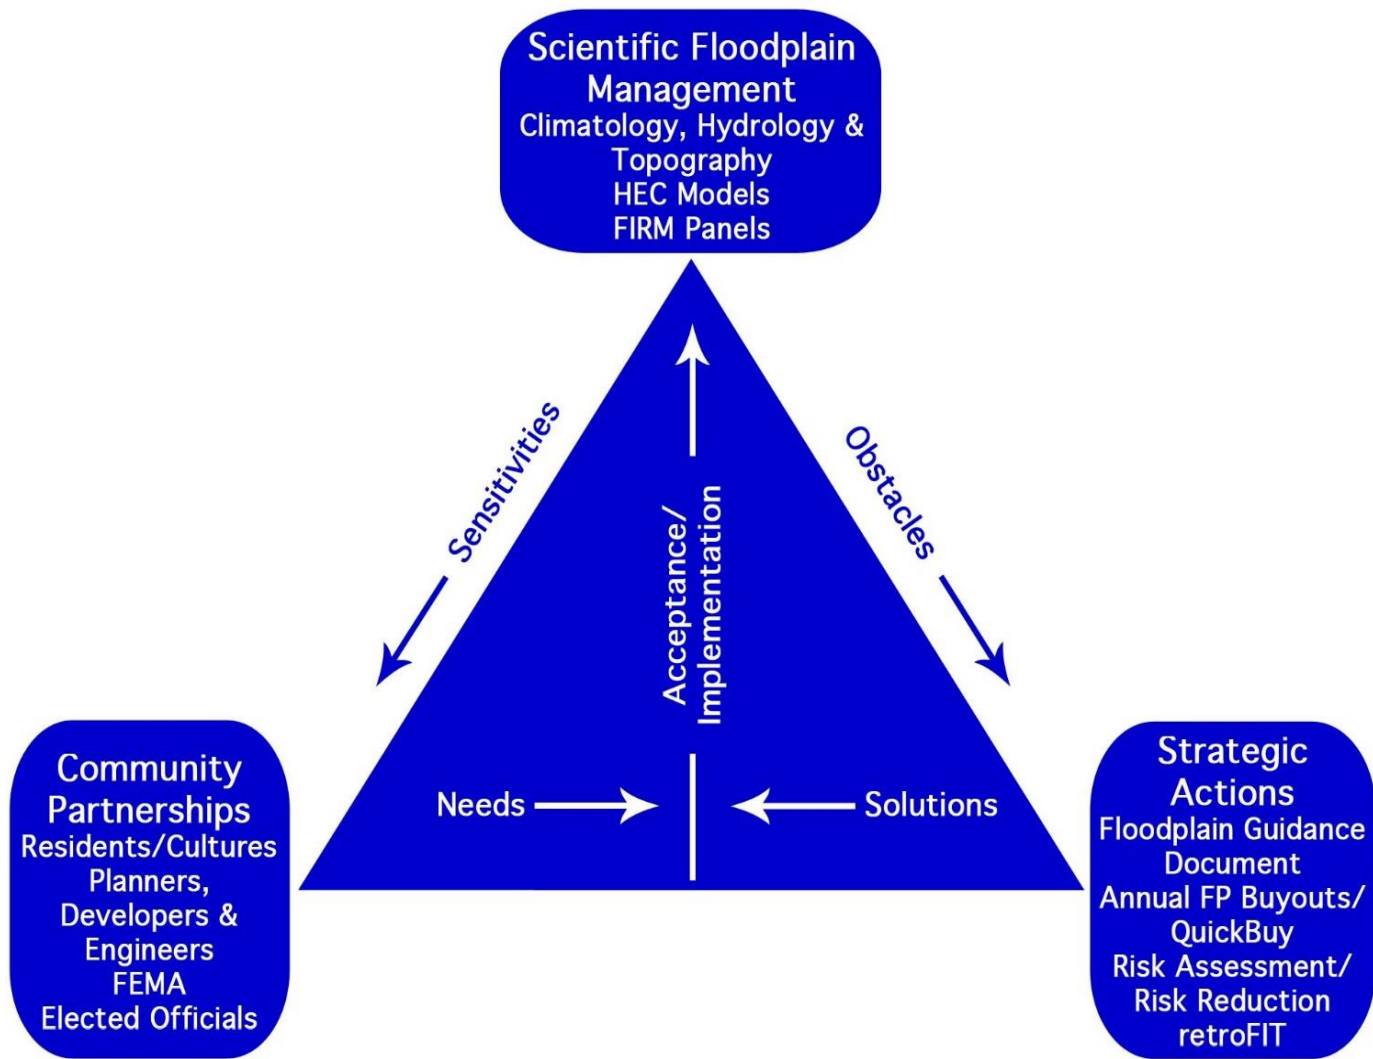 Scientific Floodplain
Management
Climatology, Hydrology &
Topography
HEC Models
FIRM Panels
Sensitivities
Obstacles
Acceptance/
Implementation
Needs
Solutions
Community
Partnerships
Residents/Cultures
Planners,
Developers &
Engineers
FEMA
Elected Officials
Strategic
Actions
Floodplain Guidance
Document
Annual FP Buyouts/
QuickBuy
Risk Assessment/
Risk Reduction
retroFIT